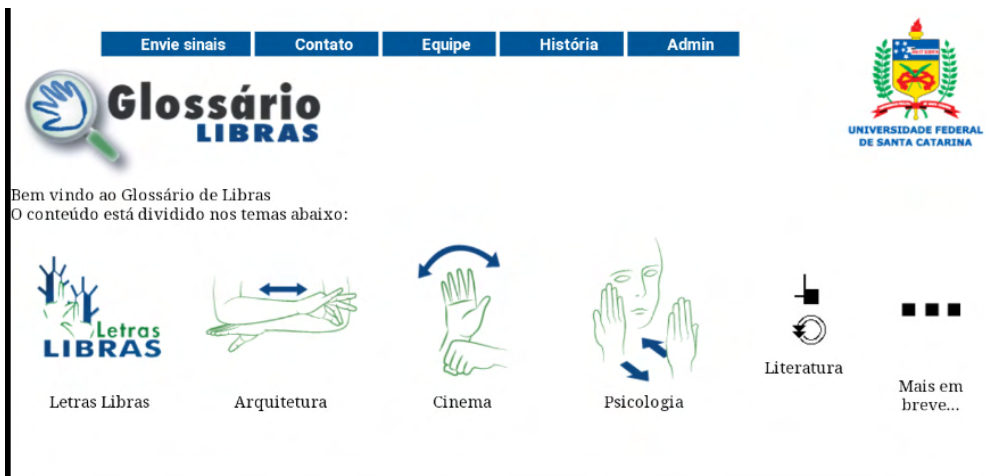 Envie sinais
Contato
Equipe
História
Admin
Glossário
LIBRAS
UNIVERSIDADE FEDERAL
DE SANTA CATARINA
Bem vindo ao Glossário de Libras
O conteúdo está dividido nos temas abaixo:
Letras
LIBRAS
Letras Libras
Arquitetura
Cinema
Psicologia
Literatura
Mais em
breve...